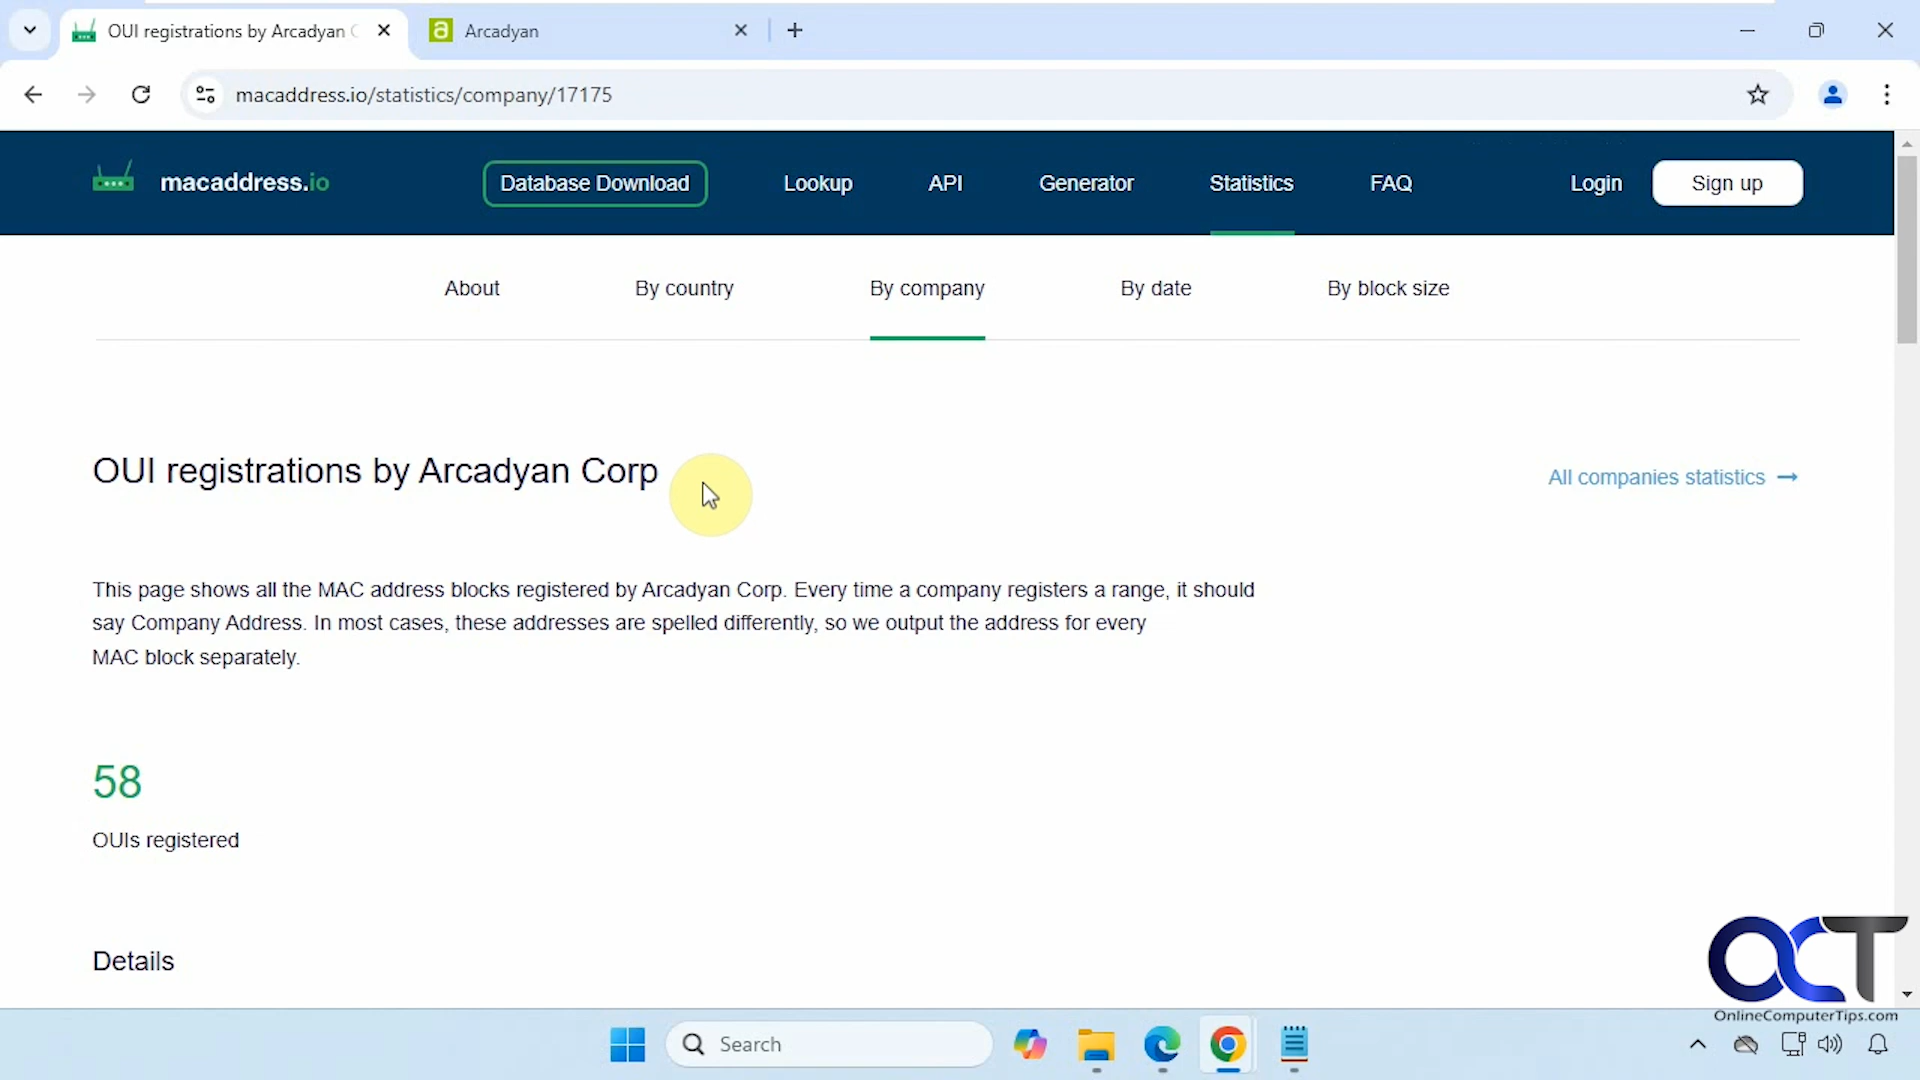 OUI registrations by Arcadyan C
Arcadyan
macaddress.io/statistics/company/17175
macaddress.io
Database Download
Lookup
API
Generator
Statistics
FAQ
Login
Sign up
About
By country
By company
By date
By block size
OUI registrations by Arcadyan Corp
All companies statistics →
This page shows all the MAC address blocks registered by Arcadyan Corp. Every time a company registers a range, it should
say Company Address. In most cases, these addresses are spelled differently, so we output the address for every
MAC block separately.
58
OUIs registered
Details
OCT
OnlineComputerTips.com
Search